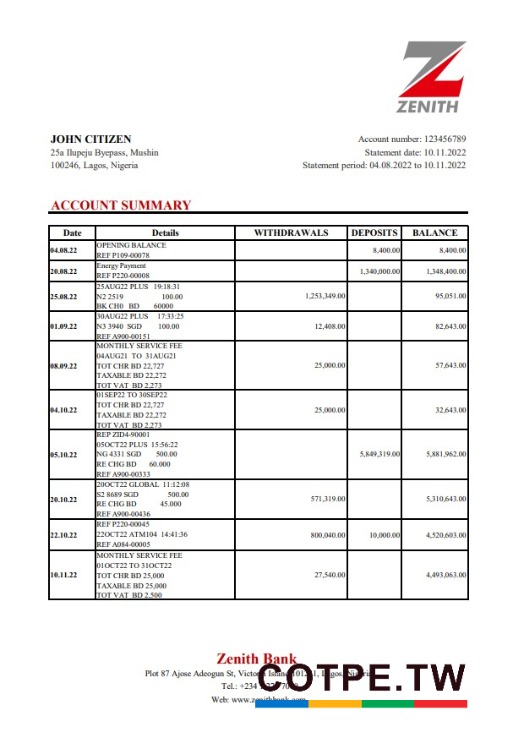 ZENITH
JOHN CITIZEN
25a Ilupeju Byepass, Mushin
100246, Lagos, Nigeria
Account number: 123456789
Statement date: 10.11.2022
Statement period: 04.08.2022 to 10.11.2022
ACCOUNT SUMMARY
Date Details WITHDRAWALS DEPOSITS BALANCE
04.08.22 OPENING BALANCE 8,400.00 8,400.00
REF P109-00078
20.08.22 Energy Payment 1,340,000.00 1,348,400.00
REF P220-00008
25.08.22 25AUG22 PLUS 19:18:31 1,253,349.00 95,051.00
N2 2519 100.00
BK CH0 BD 60000
01.09.22 30AUG22 PLUS 17:33:25 12,408.00 82,643.00
N3 3940 SGD 100.00
REF A900-00151
08.09.22 MONTHLY SERVICE FEE 25,000.00 57,643.00
04AUG21 TO 31AUG21
TOT CHR BD 22,727
TAXABLE BD 22,272
TOT VAT BD 2,273
04.10.22 01SEP22 TO 30SEP22 25,000.00 32,643.00
TOT CHR BD 22,727
TAXABLE BD 22,272
TOT VAT BD 2,273
05.10.22 REP ZID4-90001 5,849,319.00 5,881,962.00
05OCT22 PLUS 15:56:22
NG 4331 SGD 500.00
RE CHG BD 60.000
REF A900-00333
20.10.22 20OCT22 GLOBAL 11:12:08 571,319.00 5,310,643.00
S2 8689 SGD 500.00
RE CHG BD 45.000
REF A900-00436
22.10.22 REF P220-00045 800,040.00 10,000.00 4,520,603.00
22OCT22 ATM104 14:41:36
REF A084-00005
10.11.22 MONTHLY SERVICE FEE 27,540.00 4,493,063.00
01OCT22 TO 31OCT22
TOT CHR BD 25,000
TAXABLE BD 25,000
TOT VAT BD 2,500
Zenith Bank
Plot 87 Ajose Adeogun St, Victoria Island
Tel.: +234
Web:
COTPE.TW